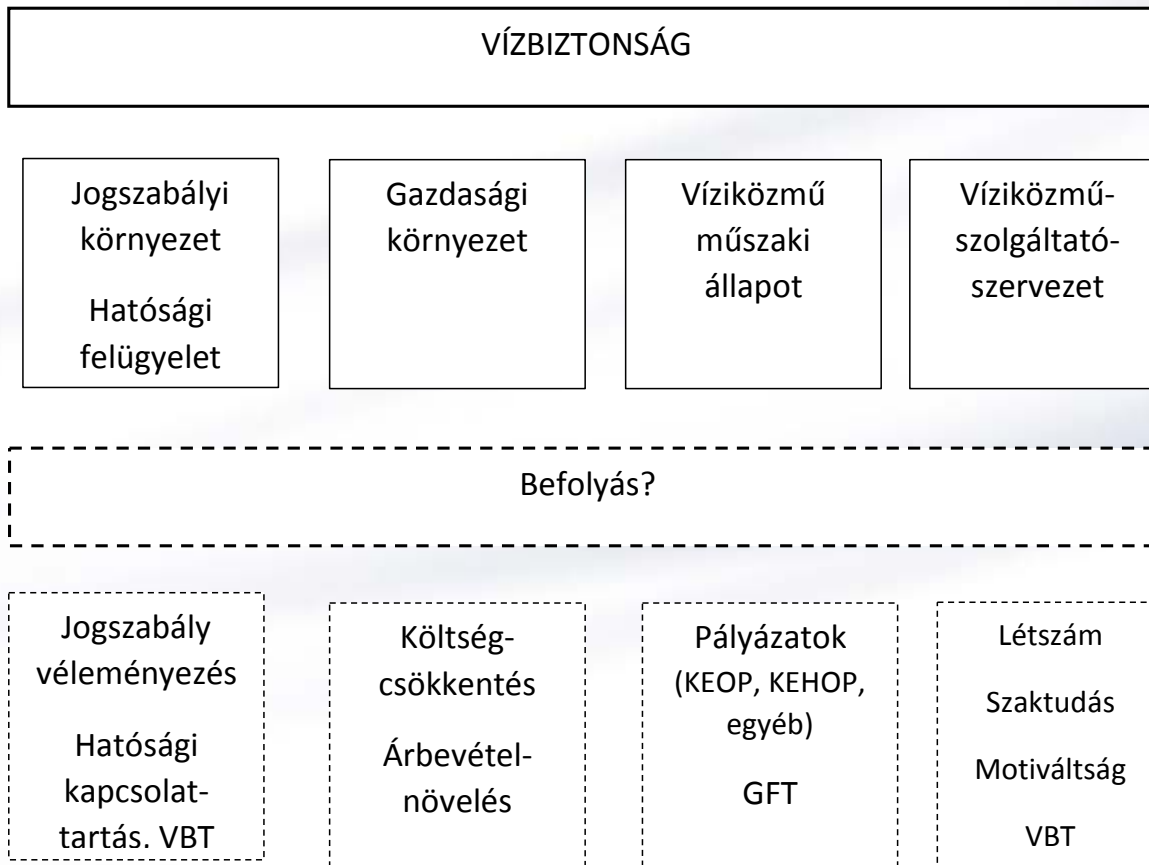 VÍZBIZTONSÁG
Jogszabályi
környezet
Hatósági
felügyelet
Gazdasági
környezet
Víziközmű
műszaki
állapot
Víziközmű-
szolgáltató-
szervezet
Befolyás?
Jogszabály
véleményezés
Hatósági
kapcsolat-
tartás. VBT
Költség-
csökkentés
Árbevétel-
növelés
Pályázatok
(KEOP, KEHOP,
egyéb)
GFT
Létszám
Szaktudás
Motiváltság
VBT